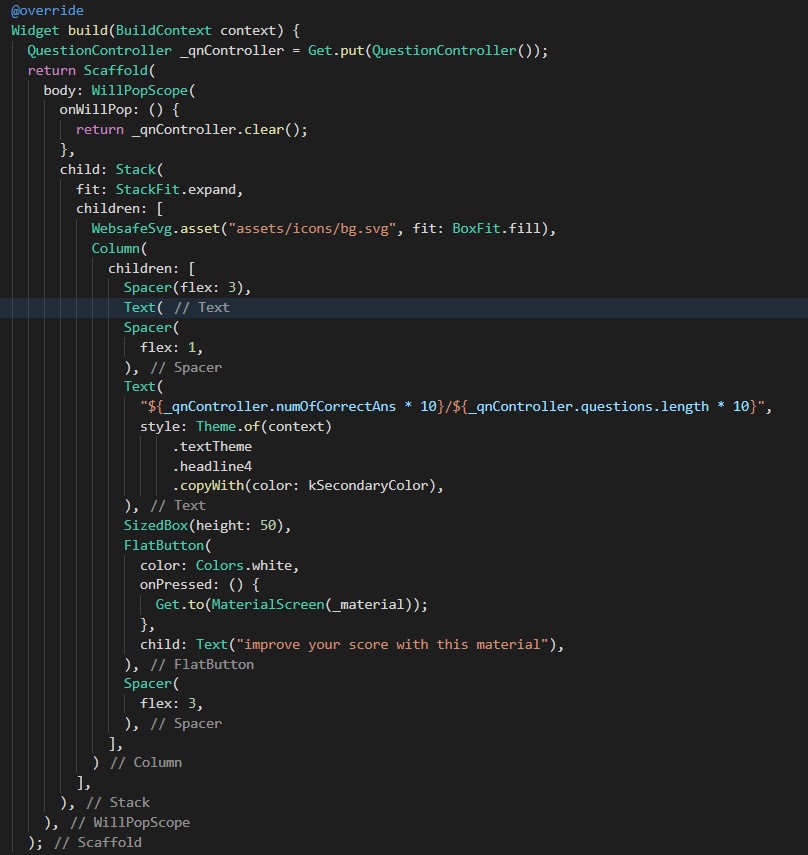 @override
Widget build(BuildContext context) {
  QuestionController _qnController = Get.put(QuestionController());
  return Scaffold(
    body: WillPopScope(
      onWillPop: () {
        return _qnController.clear();
      },
      child: Stack(
        fit: StackFit.expand,
        children: [
          WebsafeSvg.asset("assets/icons/bg.svg", fit: BoxFit.fill),
          Column(
            children: [
              Spacer(flex: 3),
              Text( // Text
              Spacer(
                flex: 1,
              ), // Spacer
              Text(
                "${_qnController.numOfCorrectAns * 10}/${_qnController.questions.length * 10}",
                style: Theme.of(context)
                    .textTheme
                    .headline4
                    .copyWith(color: kSecondaryColor),
              ), // Text
              SizedBox(height: 50),
              FlatButton(
                color: Colors.white,
                onPressed: () {
                  Get.to(MaterialScreen(_material));
                },
                child: Text("improve your score with this material"),
              ), // FlatButton
              Spacer(
                flex: 3,
              ), // Spacer
            ],
          ) // Column
        ],
      ), // Stack
    ), // WillPopScope
  ); // Scaffold